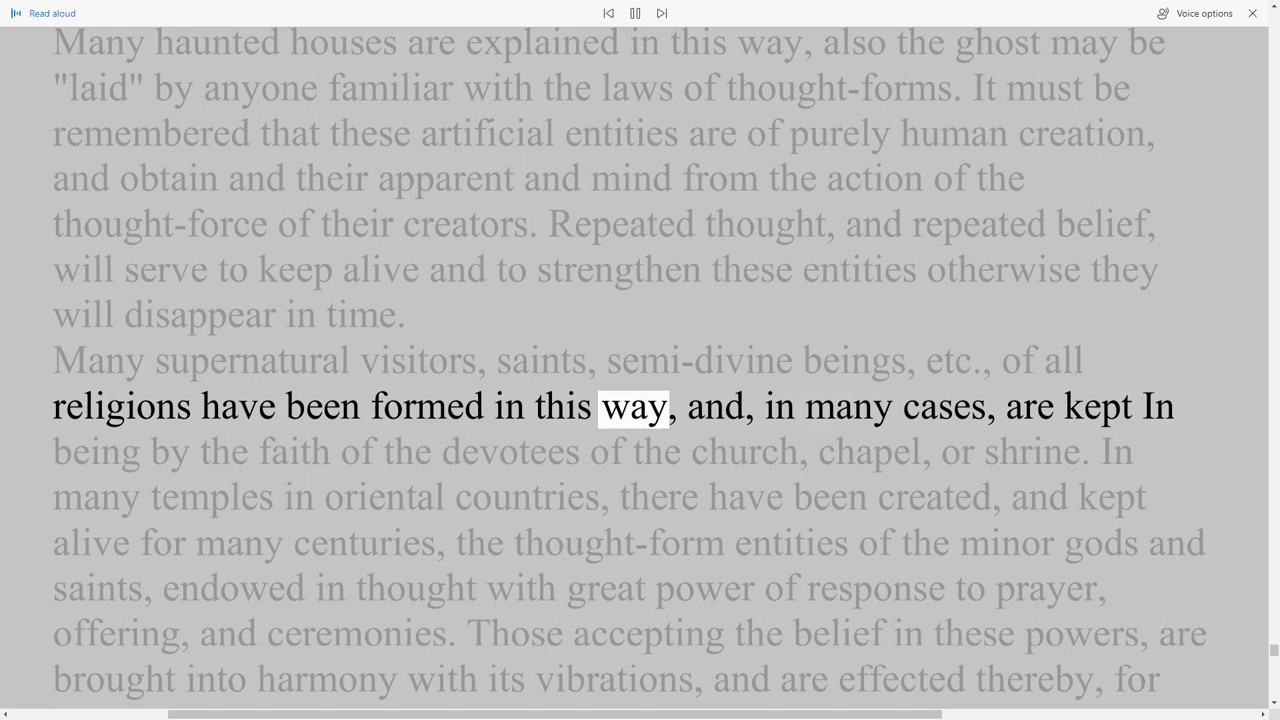 Read aloud
Voice options
Many haunted houses are explained in this way, also the ghost may be
"laid" by anyone familiar with the laws of thought-forms. It must be
remembered that these artificial entities are of purely human creation,
and obtain and their apparent and mind from the action of the
thought-force of their creators. Repeated thought, and repeated belief,
will serve to keep alive and to strengthen these entities otherwise they
will disappear in time.
Many supernatural visitors, saints, semi-divine beings, etc., of all
religions have been formed in this way, and, in many cases, are kept In
being by the faith of the devotees of the church, chapel, or shrine. In
many temples in oriental countries, there have been created, and kept
alive for many centuries, the thought-form entities of the minor gods and
saints, endowed in thought with great power of response to prayer,
offering, and ceremonies. Those accepting the belief in these powers, are
brought into harmony with its vibrations, and are effected thereby, for